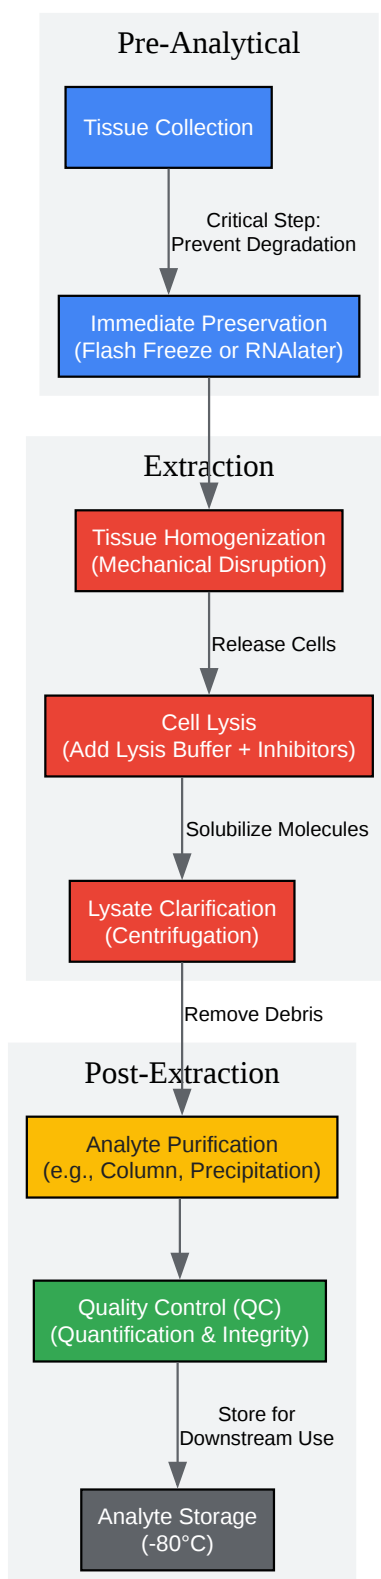 Pre-Analytical
Tissue Collection
Critical Step:
Prevent Degradation
Immediate Preservation
(Flash Freeze or RNAlater)
Extraction
Tissue Homogenization
(Mechanical Disruption)
Release Cells
Cell Lysis
(Add Lysis Buffer + Inhibitors)
Solubilize Molecules
Lysate Clarification
(Centrifugation)
Remove Debris
Post-Extraction
Analyte Purification
(e.g., Column, Precipitation)
Quality Control (QC)
(Quantification & Integrity)
Store for
Downstream Use
Analyte Storage
(-80°C)